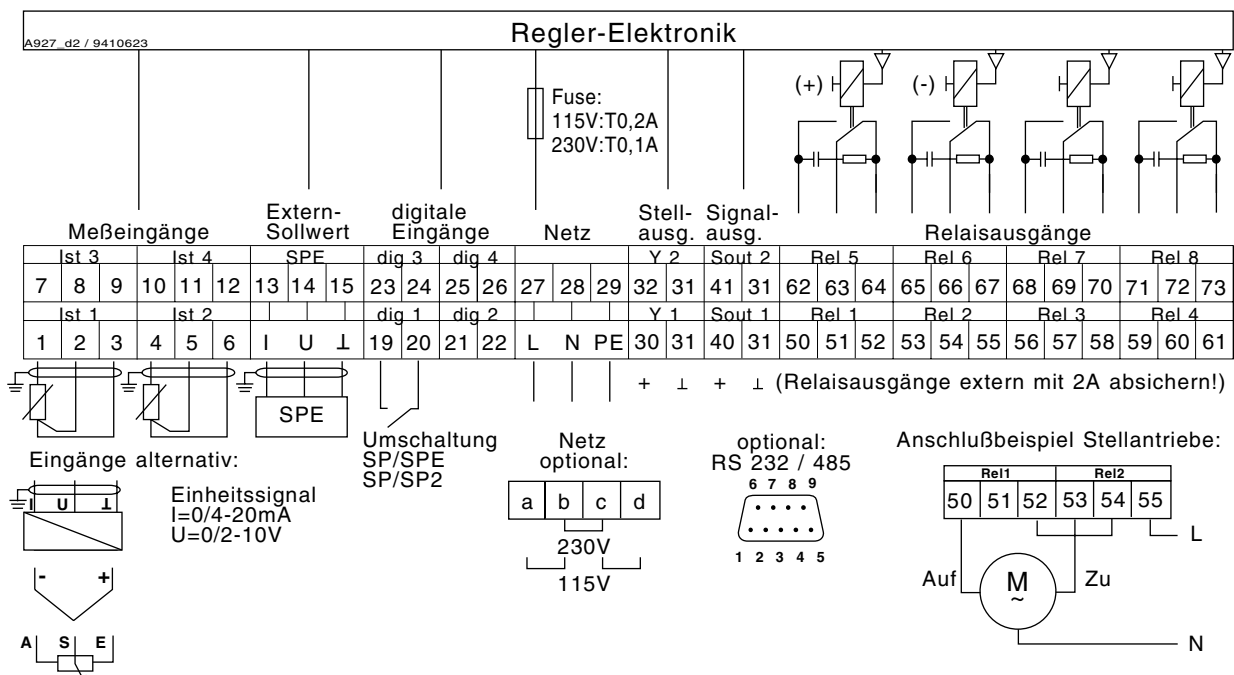 Regler-Elektronik
A927_d2 / 9410623
(+) (-)
Fuse:
115V:T0,2A
230V:T0,1A
Meßeingänge
Extern-
Sollwert
digitale
Eingänge
Netz
Stell-
ausg.
Signal-
ausg.
Relaisausgänge
Ist 3 Ist 4 SPE dig 3 dig 4 Y 2 Sout 2 Rel 5 Rel 6 Rel 7 Rel 8
7 8 9 10 11 12 13 14 15 23 24 25 26 27 28 29 32 31 41 31 62 63 64 65 66 67 68 69 70 71 72 73
Ist 1 Ist 2 dig 1 dig 2 Y 1 Sout 1 Rel 1 Rel 2 Rel 3 Rel 4
1 2 3 4 5 6 I U ⊥ 19 20 21 22 L N PE 30 31 40 31 50 51 52 53 54 55 56 57 58 59 60 61
+ ⊥ + ⊥ (Relaisausgänge extern mit 2A absichern!)
SPE
Umschaltung
SP/SPE
SP/SP2
Eingänge alternativ:
I U ⊥
Einheitssignal
I=0/4-20mA
U=0/2-10V
- +
A S E
Netz
optional:
a b c d
230V
115V
optional:
RS 232 / 485
6 7 8 9
1 2 3 4 5
Anschlußbeispiel Stellantriebe:
Rel1 Rel2
50 51 52 53 54 55
L
Auf M Zu
~
N